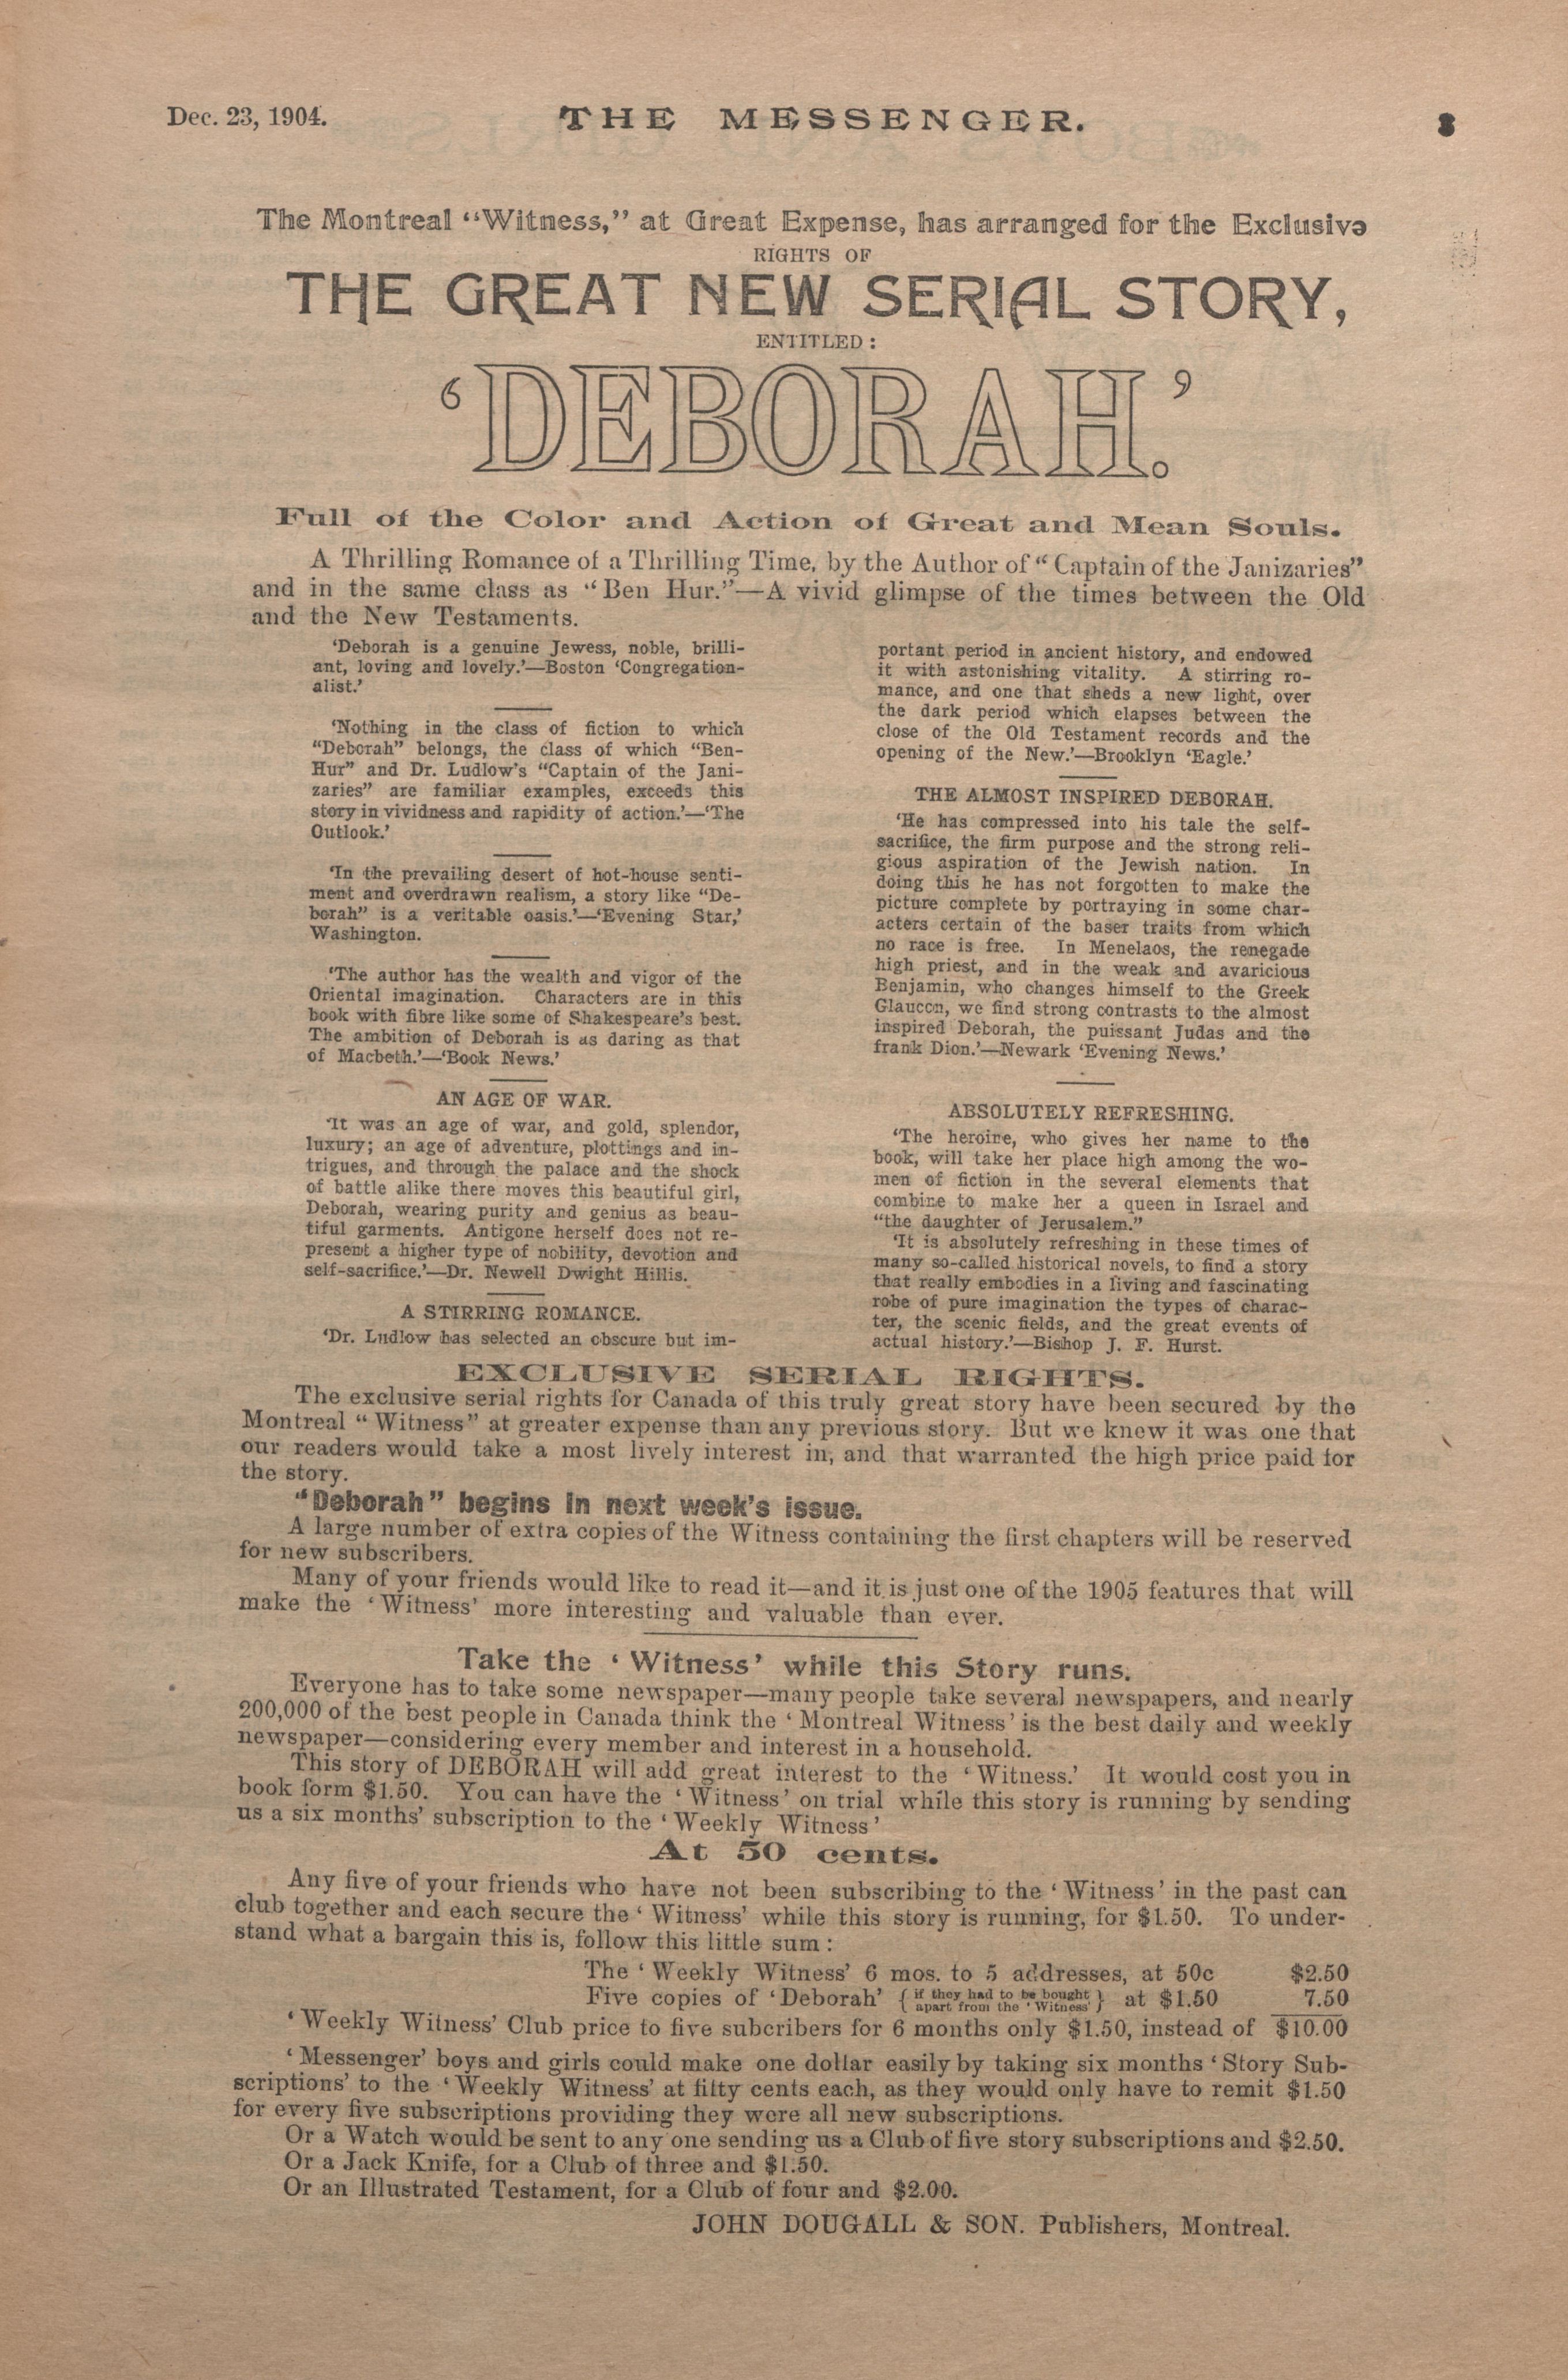 Dec. 23, 1904.
THE MESSENGER.
3
The Montreal "Witness," at Great Expense, has arranged for the Exclusive
RIGHTS OF
THE GREAT NEW SERIAL STORY,
ENTITLED:
'DEBORAH.'
Full of the Color and Action of Great and Mean Souls.
A Thrilling Romance of a Thrilling Time, by the Author of "Captain of the Janizaries"
and in the same class as "Ben Hur."—A vivid glimpse of the times between the Old
and the New Testaments.
'Deborah is a genuine Jewess, noble, brilli-
ant, loving and lovely.'—Boston 'Congregation-
alist.'
'Nothing in the class of fiction to which
"Deborah" belongs, the class of which "Ben-
Hur" and Dr. Ludlow's "Captain of the Jani-
zaries" are familiar examples, exceeds this
story in vividness and rapidity of action.'—'The
Outlook.'
'In the prevailing desert of hot-house senti-
ment and overdrawn realism, a story like "De-
borah" is a veritable oasis.'—'Evening Star,'
Washington.
'The author has the wealth and vigor of the
Oriental imagination. Characters are in this
book with fibre like some of Shakespeare's best.
The ambition of Deborah is as daring as that
of Macbeth.'—'Book News.'
AN AGE OF WAR.
'It was an age of war, and gold, splendor,
luxury; an age of adventure, plottings and in-
trigues, and through the palace and the shock
of battle alike there moves this beautiful girl,
Deborah, wearing purity and genius as beau-
tiful garments. Antigone herself does not re-
present a higher type of nobility, devotion and
self-sacrifice.'—Dr. Newell Dwight Hillis.
A STIRRING ROMANCE.
'Dr. Ludlow has selected an obscure but im-
portant period in ancient history, and endowed
it with astonishing vitality. A stirring ro-
mance, and one that sheds a new light, over
the dark period which elapses between the
close of the Old Testament records and the
opening of the New.'—Brooklyn 'Eagle.'
THE ALMOST INSPIRED DEBORAH.
'He has compressed into his tale the self-
sacrifice, the firm purpose and the strong reli-
gious aspiration of the Jewish nation. In
doing this he has not forgotten to make the
picture complete by portraying in some char-
acters certain of the baser traits from which
no race is free. In Menelaos, the renegade
high priest, and in the weak and avaricious
Benjamin, who changes himself to the Greek
Glaucon, we find strong contrasts to the almost
inspired Deborah, the puissant Judas and the
frank Dion.'—Newark 'Evening News.'
ABSOLUTELY REFRESHING.
'The heroine, who gives her name to the
book, will take her place high among the wo-
men of fiction in the several elements that
combine to make her a queen in Israel and
"the daughter of Jerusalem."
'It is absolutely refreshing in these times of
many so-called historical novels, to find a story
that really embodies in a living and fascinating
robe of pure imagination the types of charac-
ter, the scenic fields, and the great events of
actual history.'—Bishop J. F. Hurst.
EXCLUSIVE SERIAL RIGHTS.
The exclusive serial rights for Canada of this truly great story have been secured by the
Montreal "Witness" at greater expense than any previous story. But we knew it was one that
our readers would take a most lively interest in, and that warranted the high price paid for
the story.
"Deborah" begins in next week's issue.
A large number of extra copies of the Witness containing the first chapters will be reserved
for new subscribers.
Many of your friends would like to read it—and it is just one of the 1905 features that will
make the 'Witness' more interesting and valuable than ever.
Take the 'Witness' while this Story runs.
Everyone has to take some newspaper—many people take several newspapers, and nearly
200,000 of the best people in Canada think the 'Montreal Witness' is the best daily and weekly
newspaper—considering every member and interest in a household.
This story of DEBORAH will add great interest to the 'Witness.' It would cost you in
book form $1.50. You can have the 'Witness' on trial while this story is running by sending
us a six months' subscription to the 'Weekly Witness'
At 50 cents.
Any five of your friends who have not been subscribing to the 'Witness' in the past can
club together and each secure the 'Witness' while this story is running, for $1.50. To under-
stand what a bargain this is, follow this little sum:
The 'Weekly Witness' 6 mos. to 5 addresses, at 50c $2.50
Five copies of 'Deborah' { if they had to be bought apart from the 'Witness' } at $1.50 7.50
'Weekly Witness' Club price to five subcribers for 6 months only $1.50, instead of $10.00
'Messenger' boys and girls could make one dollar easily by taking six months 'Story Sub-
scriptions' to the 'Weekly Witness' at fifty cents each, as they would only have to remit $1.50
for every five subscriptions providing they were all new subscriptions.
Or a Watch would be sent to any one sending us a Club of five story subscriptions and $2.50.
Or a Jack Knife, for a Club of three and $1.50.
Or an Illustrated Testament, for a Club of four and $2.00.
JOHN DOUGALL & SON. Publishers, Montreal.